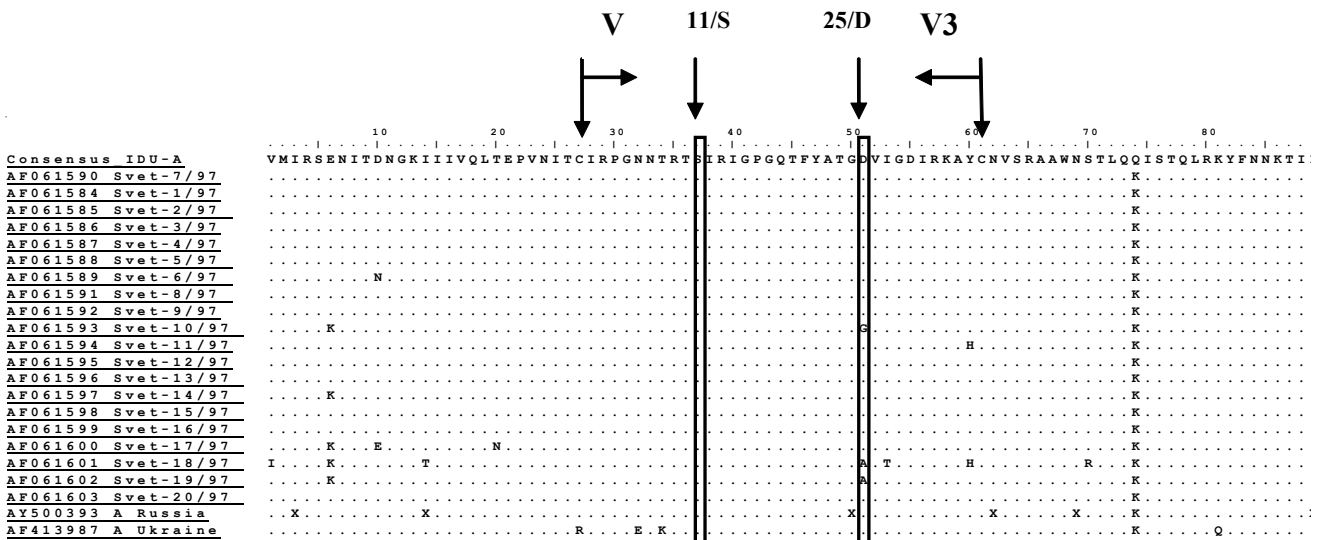 V 11/S 25/D V3
10 20 30 40 50 60 70 80
Consensus IDU-A VMIRSENITDNGKIIIVQLTEPVNITCIRPGNNTRTSIRIGPGQTFYATGDVIGDIRKAYCNVSRAAWNSTLQQISTQLRKYFNNKTI
AF061590 Svet-7/97 .........................................................................K..............
AF061584 Svet-1/97 .........................................................................K..............
AF061585 Svet-2/97 .........................................................................K..............
AF061586 Svet-3/97 .........................................................................K..............
AF061587 Svet-4/97 .........................................................................K..............
AF061588 Svet-5/97 .........................................................................K..............
AF061589 Svet-6/97 .........N...............................................................K..............
AF061591 Svet-8/97 .........................................................................K..............
AF061592 Svet-9/97 .........................................................................K..............
AF061593 Svet-10/97 .....K............................................G......................K..............
AF061594 Svet-11/97 ...........................................................H.............K..............
AF061595 Svet-12/97 .........................................................................K..............
AF061596 Svet-13/97 .........................................................................K..............
AF061597 Svet-14/97 .....K...................................................................K..............
AF061598 Svet-15/97 .........................................................................K..............
AF061599 Svet-16/97 .........................................................................K..............
AF061600 Svet-17/97 .....K...E.........N.....................................................K..............
AF061601 Svet-18/97 I....K.......T....................................A.T......H.........R...K..............
AF061602 Svet-19/97 .....K............................................A......................K..............
AF061603 Svet-20/97 .........................................................................K..............
AY500393 A Russia ..X..........X...................................X...........X......X....K..............
AF413987 A Ukraine ..........................R....E.K.......................................K......Q.......